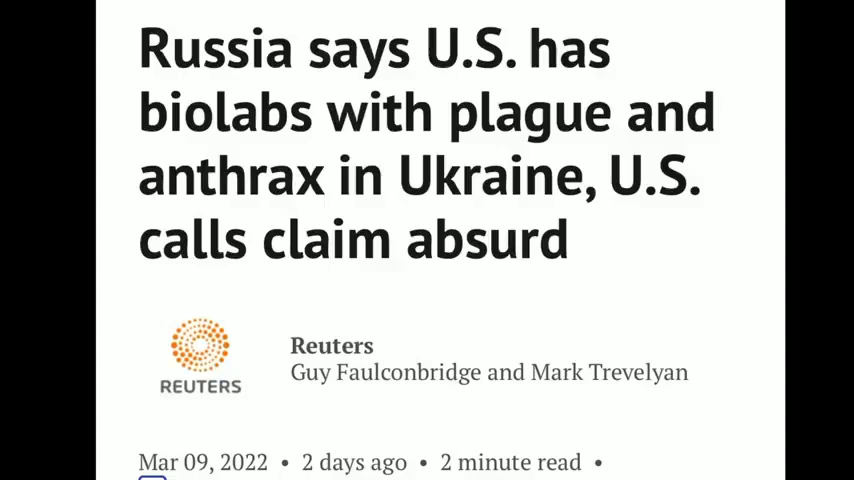 Russia says U.S. has
biolabs with plague and
anthrax in Ukraine, U.S.
calls claim absurd
REUTERS
Reuters
Guy Faulconbridge and Mark Trevelyan
Mar 09, 2022 • 2 days ago • 2 minute read •